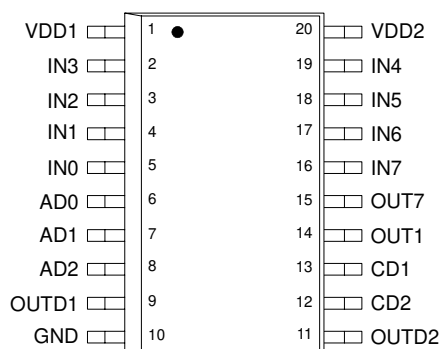 VDD1 1 20 VDD2
IN3 2 19 IN4
IN2 3 18 IN5
IN1 4 17 IN6
IN0 5 16 IN7
AD0 6 15 OUT7
AD1 7 14 OUT1
AD2 8 13 CD1
OUTD1 9 12 CD2
GND 10 11 OUTD2